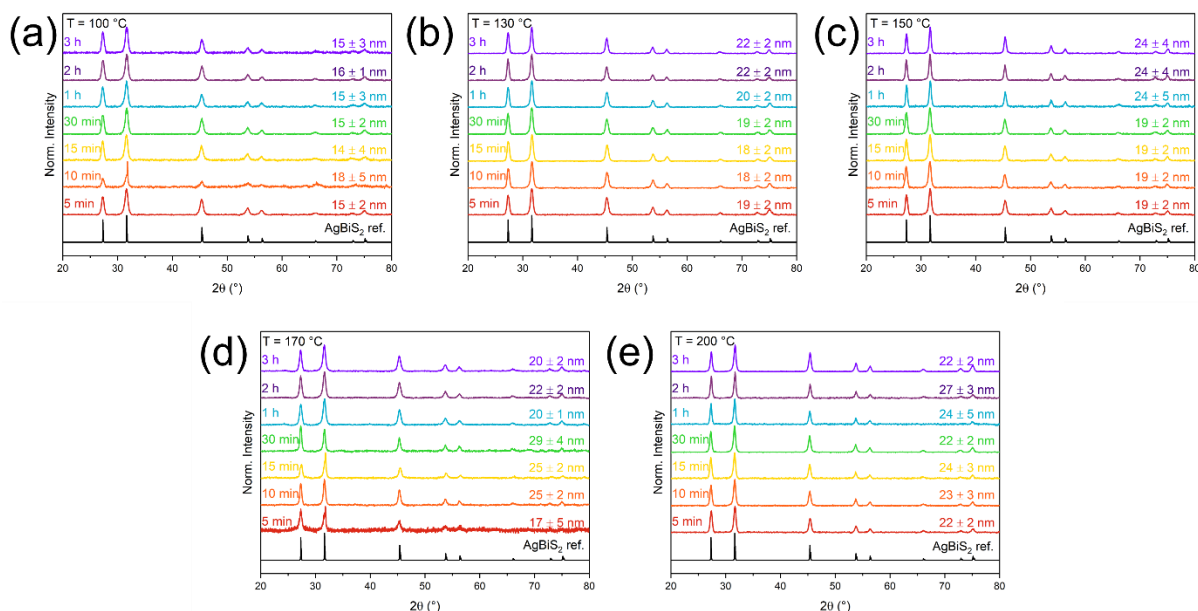 (a)
T = 100 °C
3 h 15 ± 3 nm
2 h 16 ± 1 nm
1 h 15 ± 3 nm
30 min 15 ± 2 nm
15 min 14 ± 4 nm
10 min 18 ± 5 nm
5 min 15 ± 2 nm
AgBiS₂ ref.
Norm. Intensity
20 30 40 50 60 70 80
2θ (°)
(b)
T = 130 °C
3 h 22 ± 2 nm
2 h 22 ± 2 nm
1 h 20 ± 2 nm
30 min 19 ± 2 nm
15 min 18 ± 2 nm
10 min 18 ± 2 nm
5 min 19 ± 2 nm
AgBiS₂ ref.
Norm. Intensity
20 30 40 50 60 70 80
2θ (°)
(c)
T = 150 °C
3 h 24 ± 4 nm
2 h 24 ± 4 nm
1 h 24 ± 5 nm
30 min 19 ± 2 nm
15 min 19 ± 2 nm
10 min 19 ± 2 nm
5 min 19 ± 2 nm
AgBiS₂ ref.
Norm. Intensity
20 30 40 50 60 70 80
2θ (°)
(d)
T = 170 °C
3 h 20 ± 2 nm
2 h 22 ± 2 nm
1 h 20 ± 1 nm
30 min 29 ± 4 nm
15 min 25 ± 2 nm
10 min 25 ± 2 nm
5 min 17 ± 5 nm
AgBiS₂ ref.
Norm. Intensity
20 30 40 50 60 70 80
2θ (°)
(e)
T = 200 °C
3 h 22 ± 2 nm
2 h 27 ± 3 nm
1 h 24 ± 5 nm
30 min 22 ± 2 nm
15 min 24 ± 3 nm
10 min 23 ± 3 nm
5 min 22 ± 2 nm
AgBiS₂ ref.
Norm. Intensity
20 30 40 50 60 70 80
2θ (°)